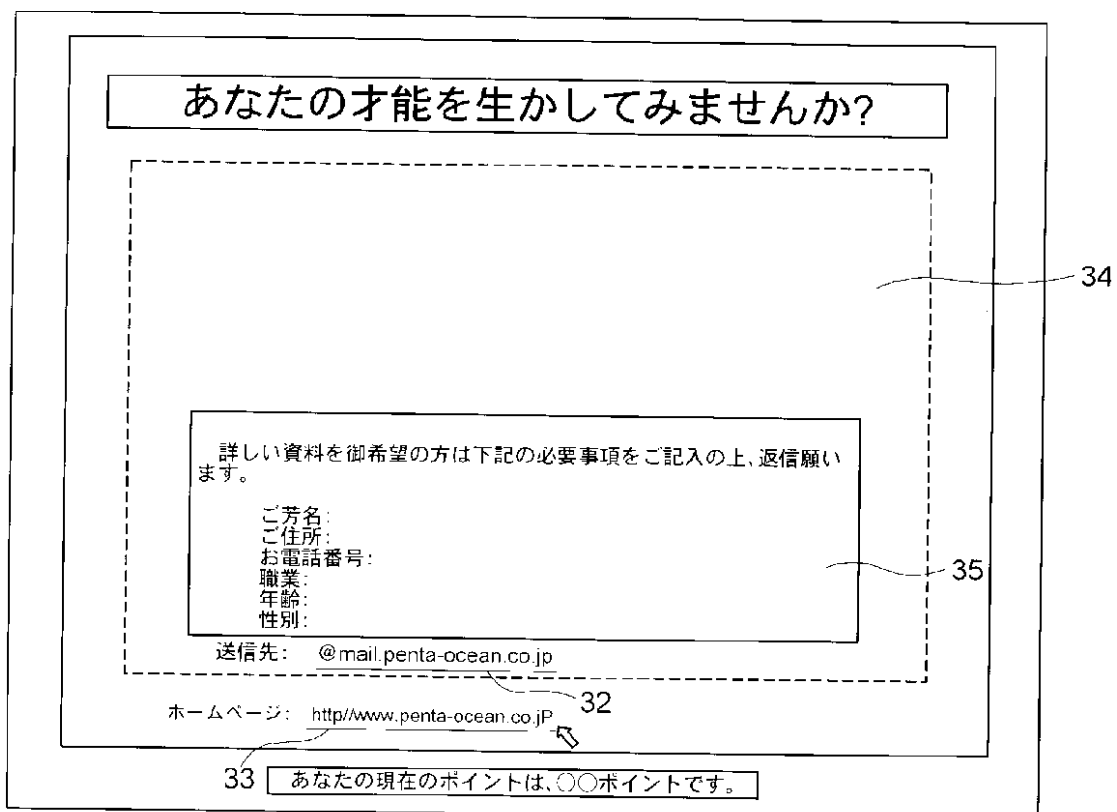 あなたの才能を生かしてみませんか?
34
詳しい資料を御希望の方は下記の必要事項をご記入の上、返信願い
ます。
ご芳名:
ご住所:
お電話番号:
職業:
年齢:
性別:
35
送信先: @mail.penta-ocean.co.jp
32
ホームページ: http//www.penta-ocean.co.jP
33
あなたの現在のポイントは、○○ポイントです。